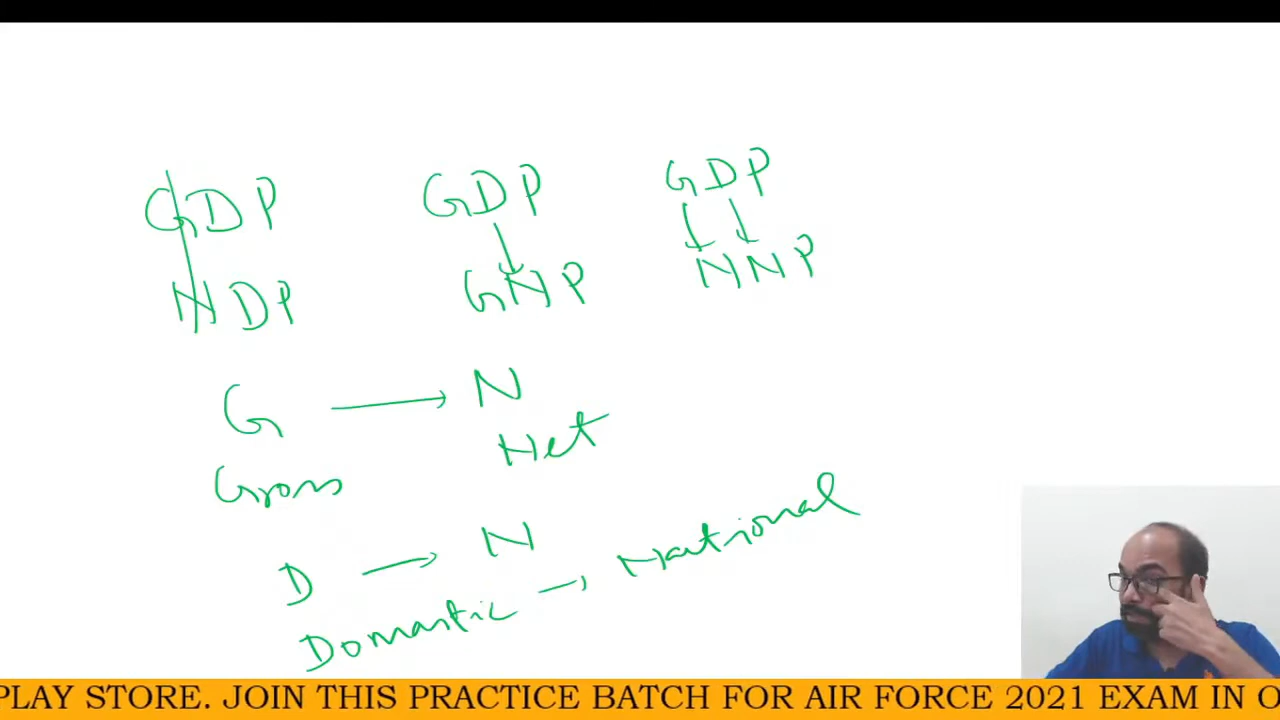 GDP GDP GDP
NDP GNP NNP
G → N
Gross Net
D → N
Domastic → National
PLAY STORE. JOIN THIS PRACTICE BATCH FOR AIR FORCE 2021 EXAM IN O